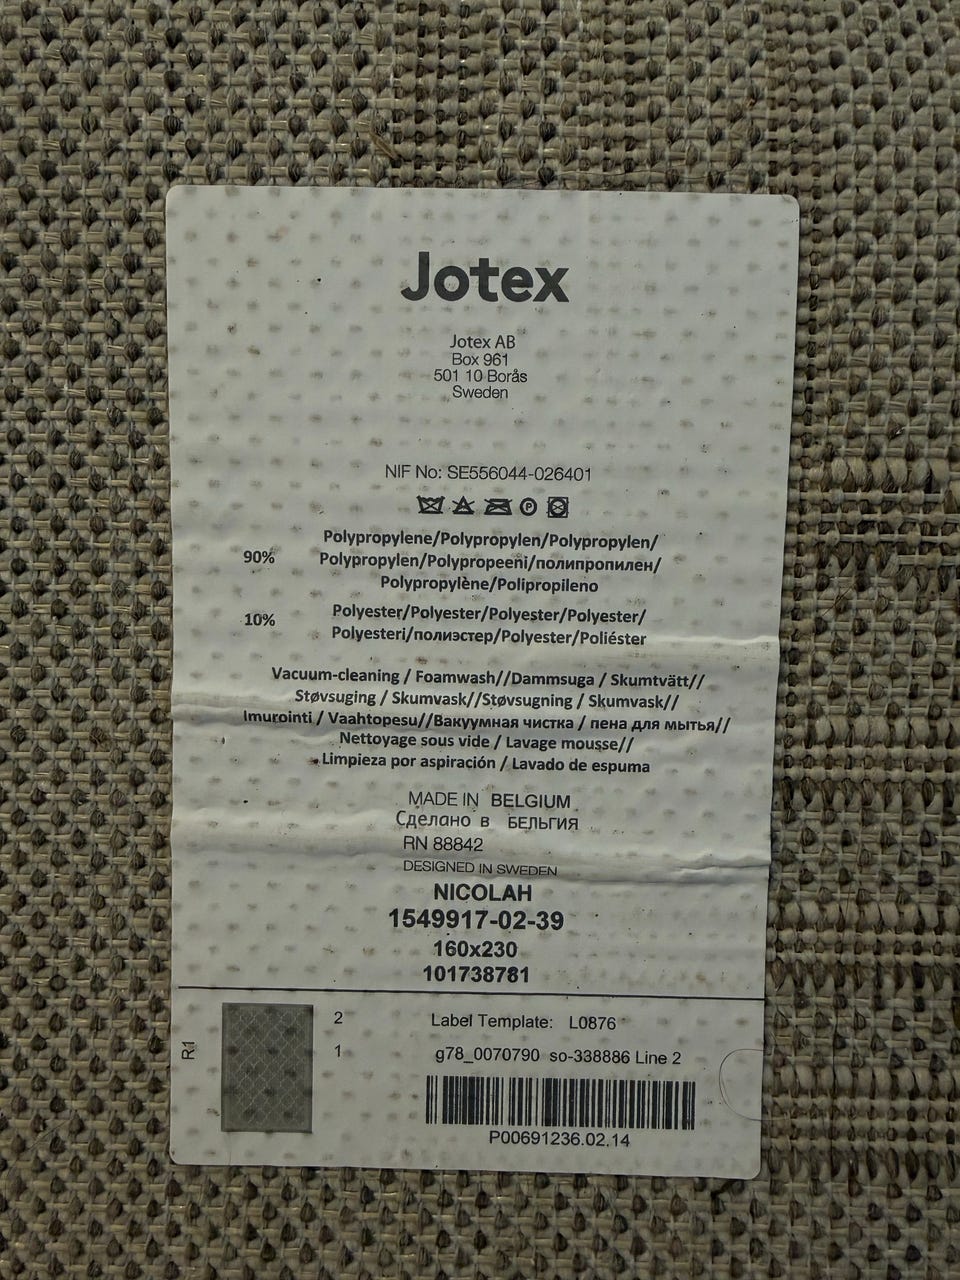 Jotex
Jotex AB
Box 961
501 10 Borås
Sweden
NIF No: SE556044-026401
P
90% Polypropylene/Polypropylen/Polypropylen/
Polypropylen/Polypropeeni/полипропилен/
Polypropylène/Polipropileno
10% Polyester/Polyester/Polyester/Polyester/
Polyesteri/полиэстер/Polyester/Poliéster
Vacuum-cleaning / Foamwash//Dammsuga / Skumtvätt//
Støvsuging / Skumvask//Støvsugning / Skumvask//
Imurointi / Vaahtopesu//Вакуумная чистка / пена для мытья//
Nettoyage sous vide / Lavage mousse//
Limpieza por aspiración / Lavado de espuma
MADE IN BELGIUM
Сделано в БЕЛЬГИЯ
RN 88842
DESIGNED IN SWEDEN
NICOLAH
1549917-02-39
160x230
101738781
R1
2
1
Label Template: L0876
g78_0070790 so-338886 Line 2
P00691236.02.14